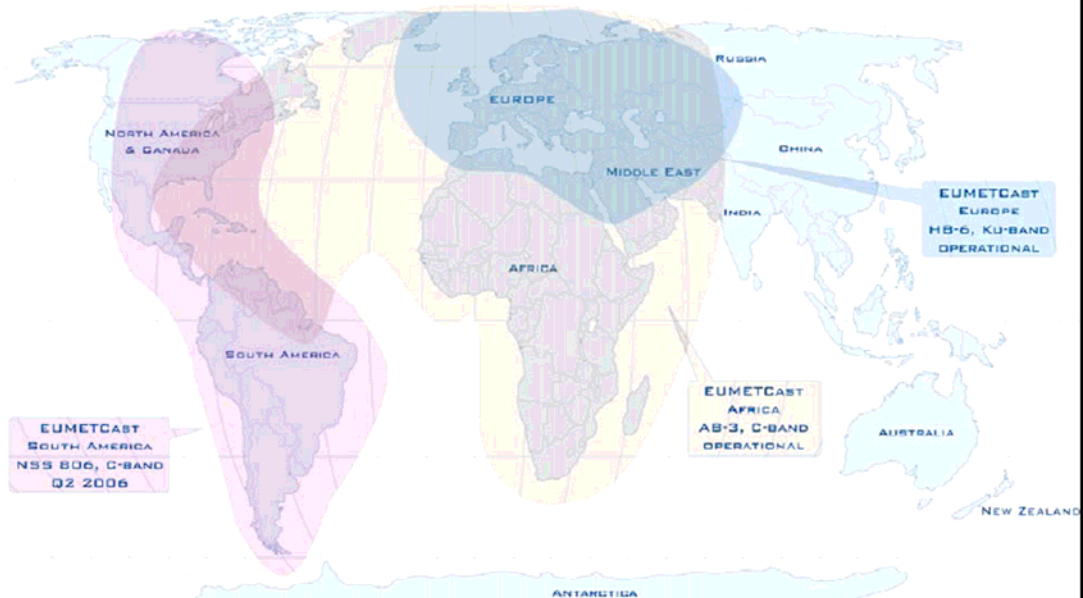 RUSSIA
EUROPE
NORTH AMERICA
& CANADA
CHINA
MIDDLE EAST
EUMETCAST
EUROPE
HB-6, KU-BAND
OPERATIONAL
INDIA
AFRICA
SOUTH AMERICA
EUMETCAST
AFRICA
AB-3, C-BAND
OPERATIONAL
EUMETCAST
SOUTH AMERICA
NSS 806, C-BAND
Q2 2006
AUSTRALIA
NEW ZEALAND
ANTARCTICA